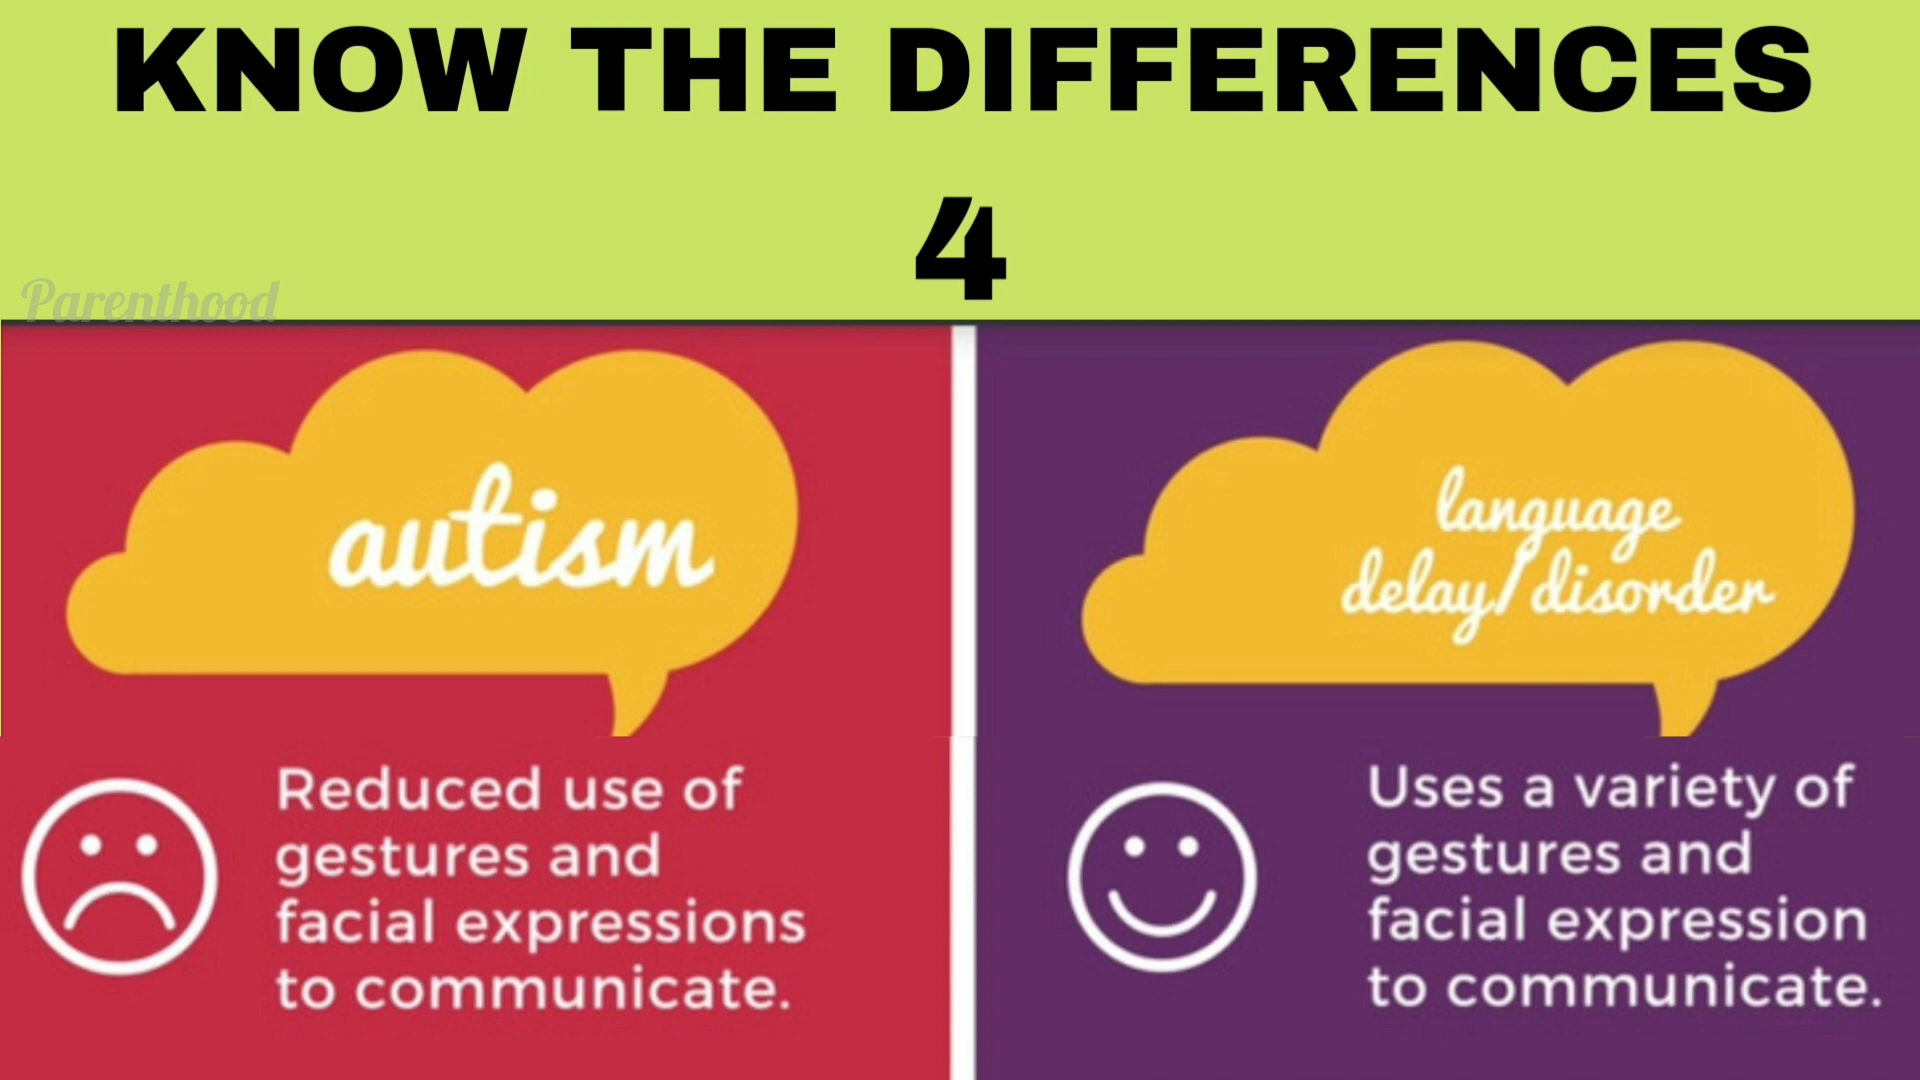 KNOW THE DIFFERENCES
4
Parenthood
autism
language
delay/disorder
Reduced use of
gestures and
facial expressions
to communicate.
Uses a variety of
gestures and
facial expression
to communicate.